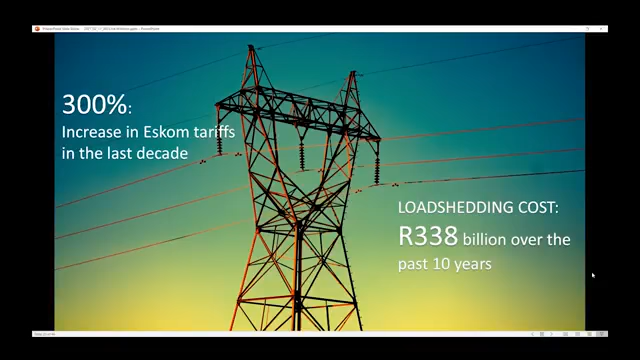 300%:
Increase in Eskom tariffs
in the last decade
LOADSHEDDING COST:
R338 billion over the
past 10 years